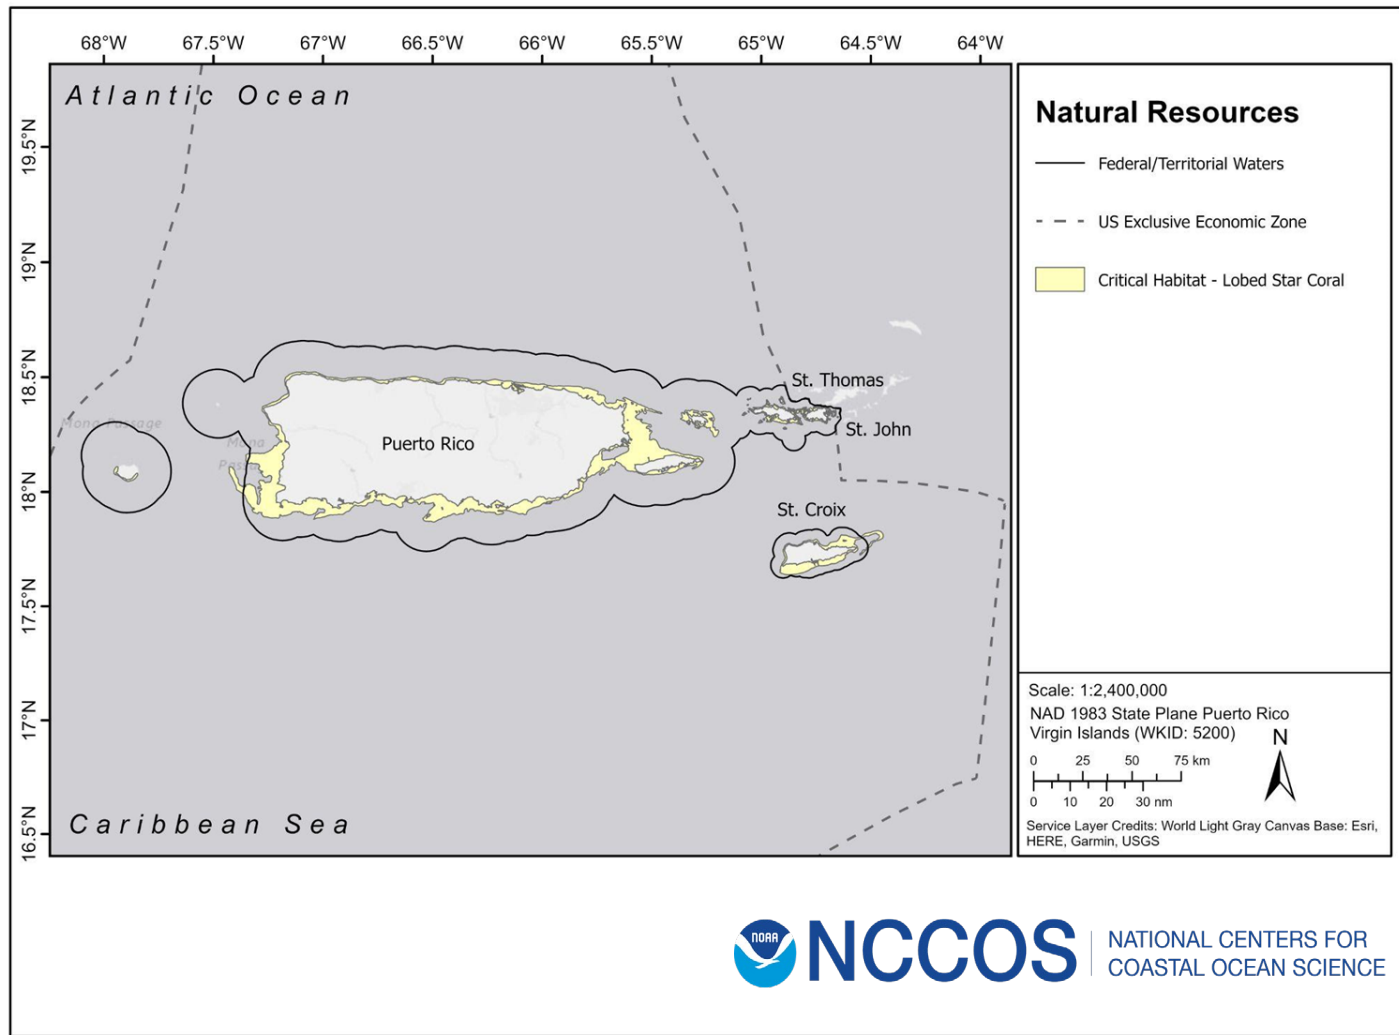 68°W 67.5°W 67°W 66.5°W 66°W 65.5°W 65°W 64.5°W 64°W
Atlantic Ocean
19.5°N
19°N
18.5°N
18°N
17.5°N
17°N
16.5°N
Mona Passage
Mona
Passa
Puerto Rico
St. Thomas
St. John
St. Croix
Caribbean Sea
Natural Resources
Federal/Territorial Waters
US Exclusive Economic Zone
Critical Habitat - Lobed Star Coral
Scale: 1:2,400,000
NAD 1983 State Plane Puerto Rico
Virgin Islands (WKID: 5200)
N
0 25 50 75 km
0 10 20 30 nm
Service Layer Credits: World Light Gray Canvas Base: Esri,
HERE, Garmin, USGS
NOAA
NCCOS
NATIONAL CENTERS FOR
COASTAL OCEAN SCIENCE